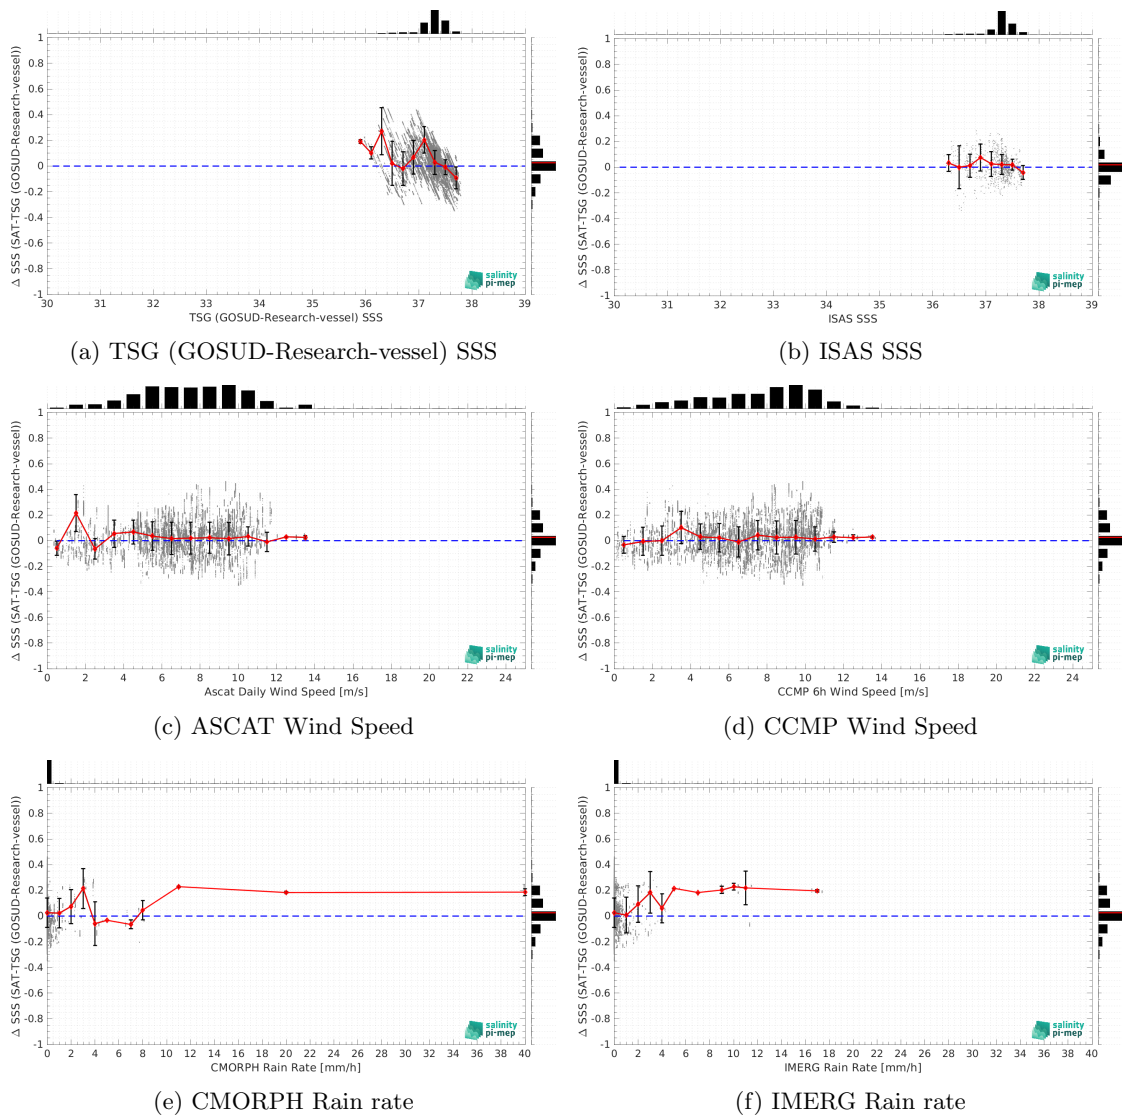 1
0.8
0.6
0.4
0.2
0
-0.2
-0.4
-0.6
-0.8
-1
Δ SSS (SAT-TSG (GOSUD-Research-vessel))
30 31 32 33 34 35 36 37 38 39
TSG (GOSUD-Research-vessel) SSS
salinity
pi-mep
(a) TSG (GOSUD-Research-vessel) SSS
1
0.8
0.6
0.4
0.2
0
-0.2
-0.4
-0.6
-0.8
-1
Δ SSS (SAT-TSG (GOSUD-Research-vessel))
30 31 32 33 34 35 36 37 38 39
ISAS SSS
salinity
pi-mep
(b) ISAS SSS
1
0.8
0.6
0.4
0.2
0
-0.2
-0.4
-0.6
-0.8
-1
Δ SSS (SAT-TSG (GOSUD-Research-vessel))
0 2 4 6 8 10 12 14 16 18 20 22 24
Ascat Daily Wind Speed [m/s]
salinity
pi-mep
(c) ASCAT Wind Speed
1
0.8
0.6
0.4
0.2
0
-0.2
-0.4
-0.6
-0.8
-1
Δ SSS (SAT-TSG (GOSUD-Research-vessel))
0 2 4 6 8 10 12 14 16 18 20 22 24
CCMP 6h Wind Speed [m/s]
salinity
pi-mep
(d) CCMP Wind Speed
1
0.8
0.6
0.4
0.2
0
-0.2
-0.4
-0.6
-0.8
-1
Δ SSS (SAT-TSG (GOSUD-Research-vessel))
0 2 4 6 8 10 12 14 16 18 20 22 24 26 28 30 32 34 36 38 40
CMORPH Rain Rate [mm/h]
salinity
pi-mep
(e) CMORPH Rain rate
1
0.8
0.6
0.4
0.2
0
-0.2
-0.4
-0.6
-0.8
-1
Δ SSS (SAT-TSG (GOSUD-Research-vessel))
0 2 4 6 8 10 12 14 16 18 20 22 24 26 28 30 32 34 36 38 40
IMERG Rain Rate [mm/h]
salinity
pi-mep
(f) IMERG Rain rate